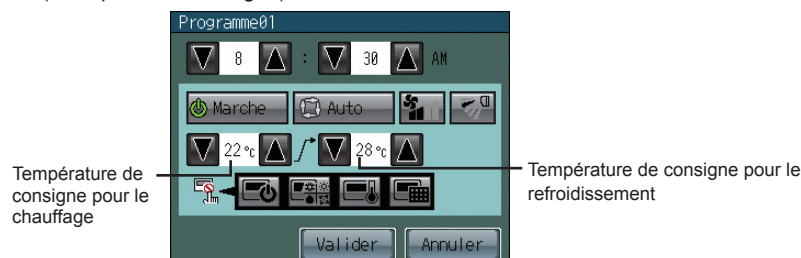 Programme01
8 : 30 AM
Marche Auto
22 °c 28 °c
Température de
consigne pour le
chauffage
Température de consigne pour le
refroidissement
Valider Annuler